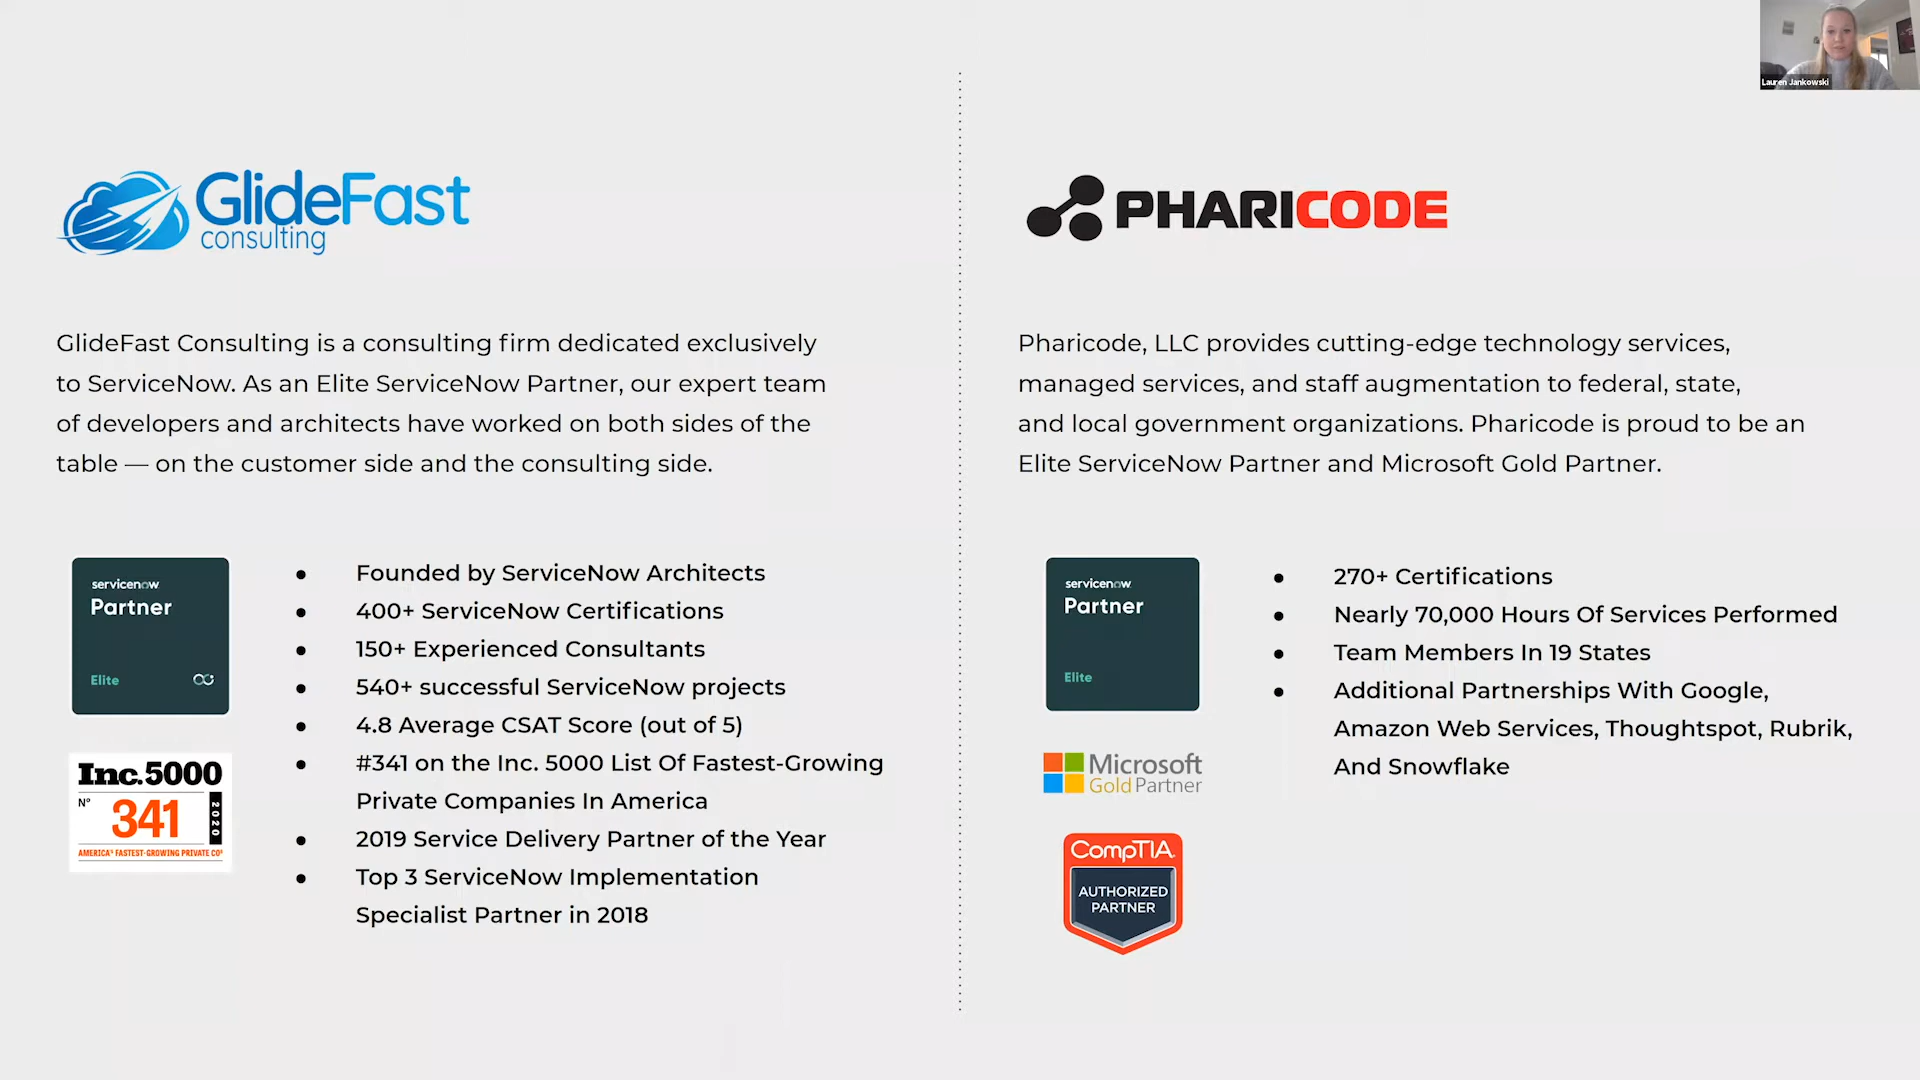 Lauren Jankowski
GlideFast
consulting
GlideFast Consulting is a consulting firm dedicated exclusively
to ServiceNow. As an Elite ServiceNow Partner, our expert team
of developers and architects have worked on both sides of the
table — on the customer side and the consulting side.
servicenow
Partner
Elite
Inc.5000
Nº
341
2020
AMERICA'S FASTEST-GROWING PRIVATE COS
● Founded by ServiceNow Architects
● 400+ ServiceNow Certifications
● 150+ Experienced Consultants
● 540+ successful ServiceNow projects
● 4.8 Average CSAT Score (out of 5)
● #341 on the Inc. 5000 List Of Fastest-Growing
Private Companies In America
● 2019 Service Delivery Partner of the Year
● Top 3 ServiceNow Implementation
Specialist Partner in 2018
PHARICODE
Pharicode, LLC provides cutting-edge technology services,
managed services, and staff augmentation to federal, state,
and local government organizations. Pharicode is proud to be an
Elite ServiceNow Partner and Microsoft Gold Partner.
servicenow
Partner
Elite
Microsoft
Gold Partner
CompTIA.
AUTHORIZED
PARTNER
● 270+ Certifications
● Nearly 70,000 Hours Of Services Performed
● Team Members In 19 States
● Additional Partnerships With Google,
Amazon Web Services, Thoughtspot, Rubrik,
And Snowflake